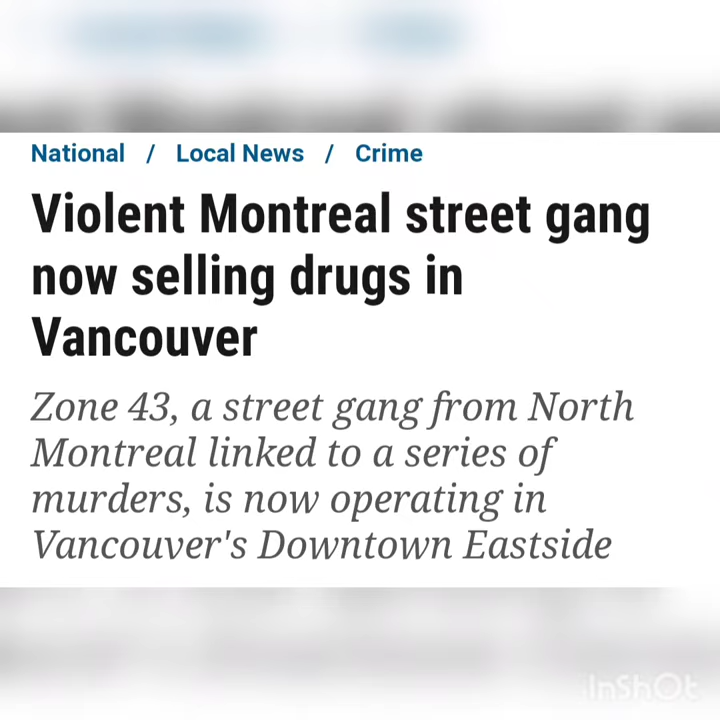 National / Local News / Crime
Violent Montreal street gang
now selling drugs in
Vancouver
Zone 43, a street gang from North
Montreal linked to a series of
murders, is now operating in
Vancouver's Downtown Eastside
InShOt